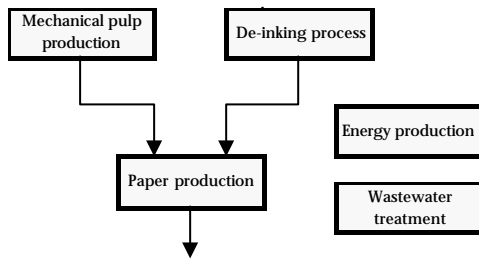 Mechanical pulp
production
De-inking process
Energy production
Paper production
Wastewater
treatment